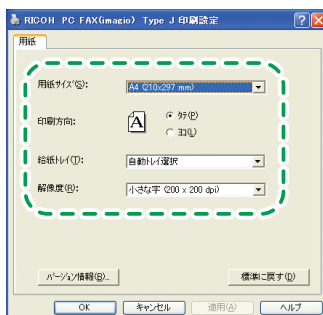 RICOH PC FAX(imagio) Type J 印刷設定
用紙
用紙サイズ(S):
A4 (210x297 mm)
印刷方向:
A
タテ(P)
ヨコ(L)
給紙トレイ(T):
自動トレイ選択
解像度(R):
小さな字 (200 x 200 dpi)
バージョン情報(B)...
標準に戻す(D)
OK
キャンセル
適用(A)
ヘルプ